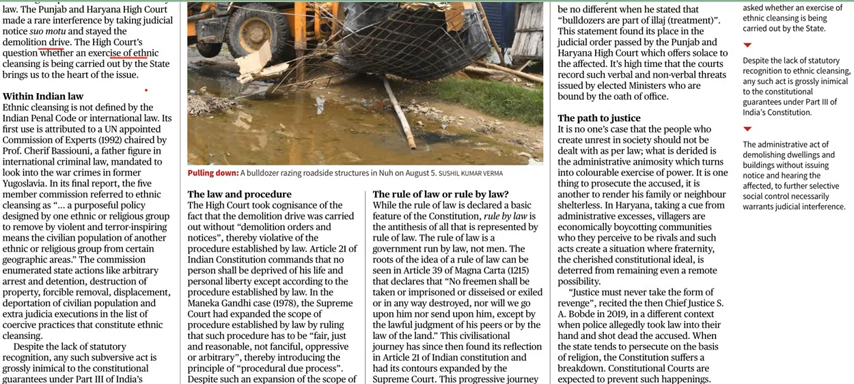 law. The Punjab and Haryana High Court
made a rare interference by taking judicial
notice suo motu and stayed the
demolition drive. The High Court's
question whether an exercise of ethnic
cleansing is being carried out by the State
brings us to the heart of the issue.
Within Indian law
Ethnic cleansing is not defined by the
Indian Penal Code or international law. Its
first use is attributed to a UN appointed
Commission of Experts (1992) chaired by
Prof. Cherif Bassiouni, a father figure in
international criminal law, mandated to
look into the war crimes in former
Yugoslavia. In its final report, the five
member commission referred to ethnic
cleansing as “... a purposeful policy
designed by one ethnic or religious group
to remove by violent and terror-inspiring
means the civilian population of another
ethnic or religious group from certain
geographic areas.” The commission
enumerated state actions like arbitrary
arrest and detention, destruction of
property, forcible removal, displacement,
deportation of civilian population and
extra judicia executions in the list of
coercive practices that constitute ethnic
cleansing.
Despite the lack of statutory
recognition, any such subversive act is
grossly inimical to the constitutional
guarantees under Part III of India's
Pulling down: A bulldozer razing roadside structures in Nuh on August 5. SUSHIL KUMAR VERMA
The law and procedure
The High Court took cognisance of the
fact that the demolition drive was carried
out without “demolition orders and
notices”, thereby violative of the
procedure established by law. Article 21 of
Indian Constitution commands that no
person shall be deprived of his life and
personal liberty except according to the
procedure established by law. In the
Maneka Gandhi case (1978), the Supreme
Court had expanded the scope of
procedure established by law by ruling
that such procedure has to be “fair, just
and reasonable, not fanciful, oppressive
or arbitrary”, thereby introducing the
principle of “procedural due process”.
Despite such an expansion of the scope of
The rule of law or rule by law?
While the rule of law is declared a basic
feature of the Constitution, rule by law is
the antithesis of all that is represented by
rule of law. The rule of law is a
government run by law, not men. The
roots of the idea of a rule of law can be
seen in Article 39 of Magna Carta (1215)
that declares that “No freemen shall be
taken or imprisoned or disseised or exiled
or in any way destroyed, nor will we go
upon him nor send upon him, except by
the lawful judgment of his peers or by the
law of the land.” This civilisational
journey has since then found its reflection
in Article 21 of Indian constitution and
had its contours expanded by the
Supreme Court. This progressive journey
be no different when he stated that
“bulldozers are part of illaj (treatment)”.
This statement found its place in the
judicial order passed by the Punjab and
Haryana High Court which offers solace to
the affected. It's high time that the courts
record such verbal and non-verbal threats
issued by elected Ministers who are
bound by the oath of office.
The path to justice
It is no one's case that the people who
create unrest in society should not be
dealt with as per law; what is derided is
the administrative animosity which turns
into colourable exercise of power. It is one
thing to prosecute the accused, it is
another to render his family or neighbour
shelterless. In Haryana, taking a cue from
administrative excesses, villagers are
economically boycotting communities
who they perceive to be rivals and such
acts create a situation where fraternity,
the cherished constitutional ideal, is
deterred from remaining even a remote
possibility.
“Justice must never take the form of
revenge”, recited the then Chief Justice S.
A. Bobde in 2019, in a different context
when police allegedly took law into their
hand and shot dead the accused. When
the state tends to persecute on the basis
of religion, the Constitution suffers a
breakdown. Constitutional Courts are
expected to prevent such happenings.
asked whether an exercise of
ethnic cleansing is being
carried out by the State.
Despite the lack of statutory
recognition to ethnic cleansing,
any such act is grossly inimical
to the constitutional
guarantees under Part III of
India's Constitution.
The administrative act of
demolishing dwellings and
buildings without issuing
notice and hearing the
affected, to further selective
social control necessarily
warrants judicial interference.